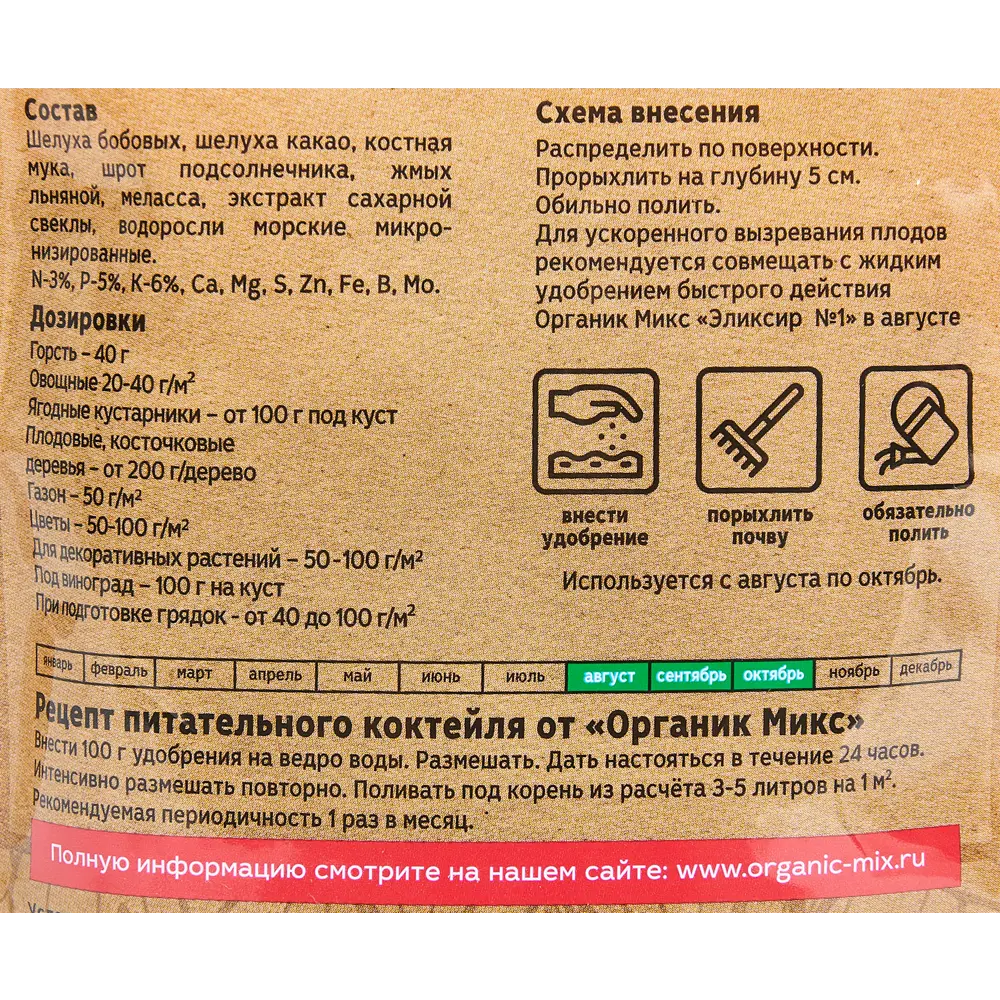 Состав
Шелуха бобовых, шелуха какао, костная
мука, шрот подсолнечника, жмых
льняной, меласса, экстракт сахарной
свеклы, водоросли морские микро-
низированные.
N-3%, P-5%, K-6%, Ca, Mg, S, Zn, Fe, B, Mo.
Дозировки
Горсть – 40 г
Овощные 20-40 г/м²
Ягодные кустарники – от 100 г под куст
Плодовые, косточковые
деревья – от 200 г/дерево
Газон – 50 г/м²
Цветы – 50-100 г/м²
Для декоративных растений – 50-100 г/м²
Под виноград – 100 г на куст
При подготовке грядок - от 40 до 100 г/м²
Схема внесения
Распределить по поверхности.
Прорыхлить на глубину 5 см.
Обильно полить.
Для ускоренного вызревания плодов
рекомендуется совмещать с жидким
удобрением быстрого действия
Органик Микс «Эликсир №1» в августе
внести
удобрение
порыхлить
почву
обязательно
полить
Используется с августа по октябрь.
январь февраль март апрель май июнь июль август сентябрь октябрь ноябрь декабрь
Рецепт питательного коктейля от «Органик Микс»
Внести 100 г удобрения на ведро воды. Размешать. Дать настояться в течение 24 часов.
Интенсивно размешать повторно. Поливать под корень из расчёта 3-5 литров на 1 м².
Рекомендуемая периодичность 1 раз в месяц.
Полную информацию смотрите на нашем сайте: www.organic-mix.ru